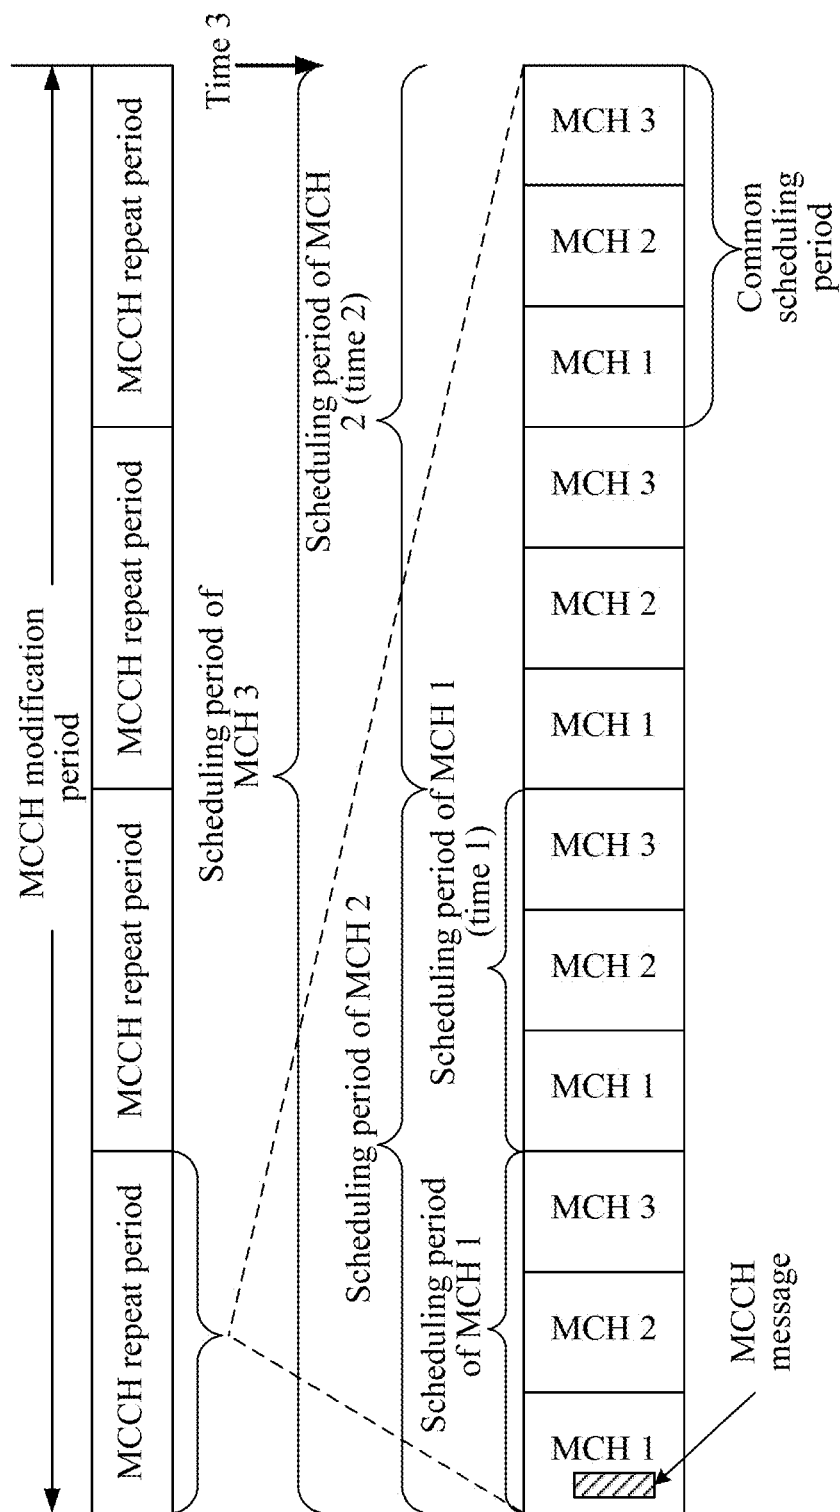 MCCH modification
period
MCCH repeat period
MCCH repeat period
MCCH repeat period
MCCH repeat period
Time 3
Scheduling period of
MCH 3
Scheduling period of MCH 2
Scheduling period of MCH
2 (time 2)
Scheduling period
of MCH 1
Scheduling period of MCH 1
(time 1)
MCH 1
MCH 2
MCH 3
MCH 1
MCH 2
MCH 3
MCH 1
MCH 2
MCH 3
MCH 1
MCH 2
MCH 3
MCCH
message
Common
scheduling
period